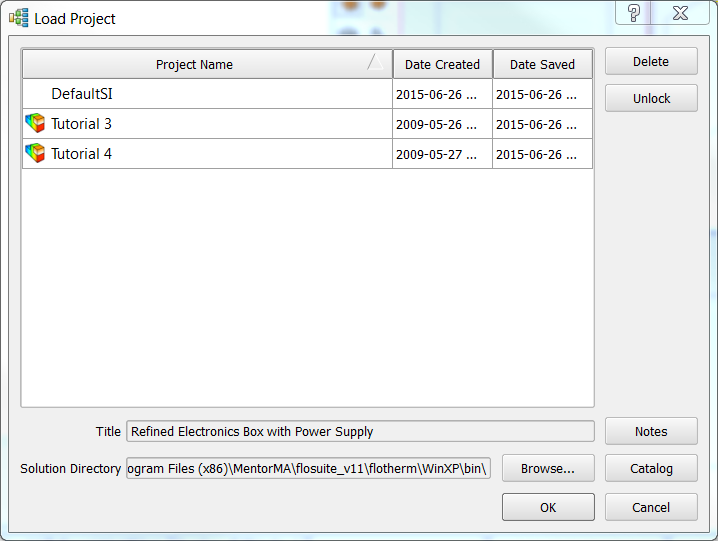 Load Project
Project Name Date Created Date Saved
DefaultSI 2015-06-26 ... 2015-06-26 ...
Tutorial 3 2009-05-26 ... 2015-06-26 ...
Tutorial 4 2009-05-27 ... 2015-06-26 ...
Delete
Unlock
Title Refined Electronics Box with Power Supply Notes
Solution Directory ogram Files (x86)\MentorMA\flosuite_v11\flotherm\WinXP\bin\ Browse... Catalog
OK Cancel